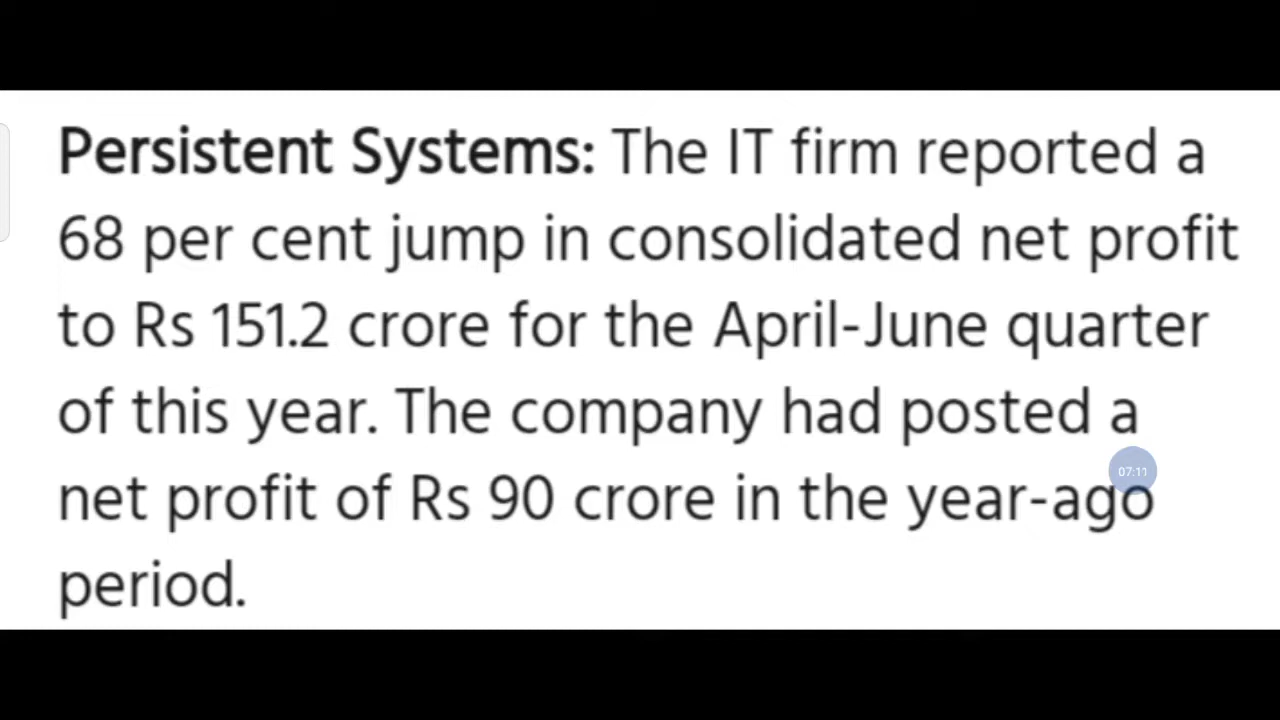 Persistent Systems: The IT firm reported a
68 per cent jump in consolidated net profit
to Rs 151.2 crore for the April-June quarter
of this year. The company had posted a
07:11
net profit of Rs 90 crore in the year-ago
period.